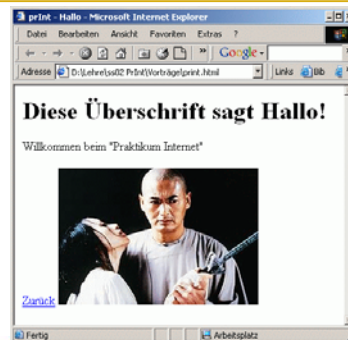 prInt - Hallo - Microsoft Internet Explorer
Datei Bearbeiten Ansicht Favoriten Extras ?
Google
Adresse D:\Lehre\ss02 PrInt\Vorträge\print.html Links Bib
Diese Überschrift sagt Hallo!
Willkommen beim "Praktikum Internet"
Zurück
Fertig Arbeitsplatz